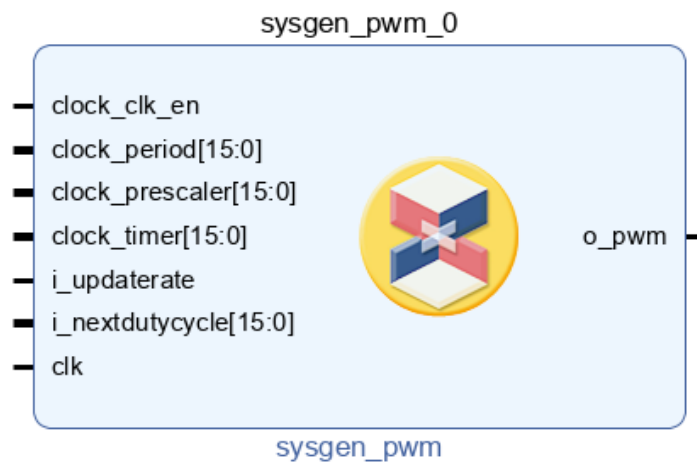 sysgen_pwm_0
clock_clk_en
clock_period[15:0]
clock_prescaler[15:0]
clock_timer[15:0]
i_updaterate
i_nextdutycycle[15:0]
clk
o_pwm
sysgen_pwm